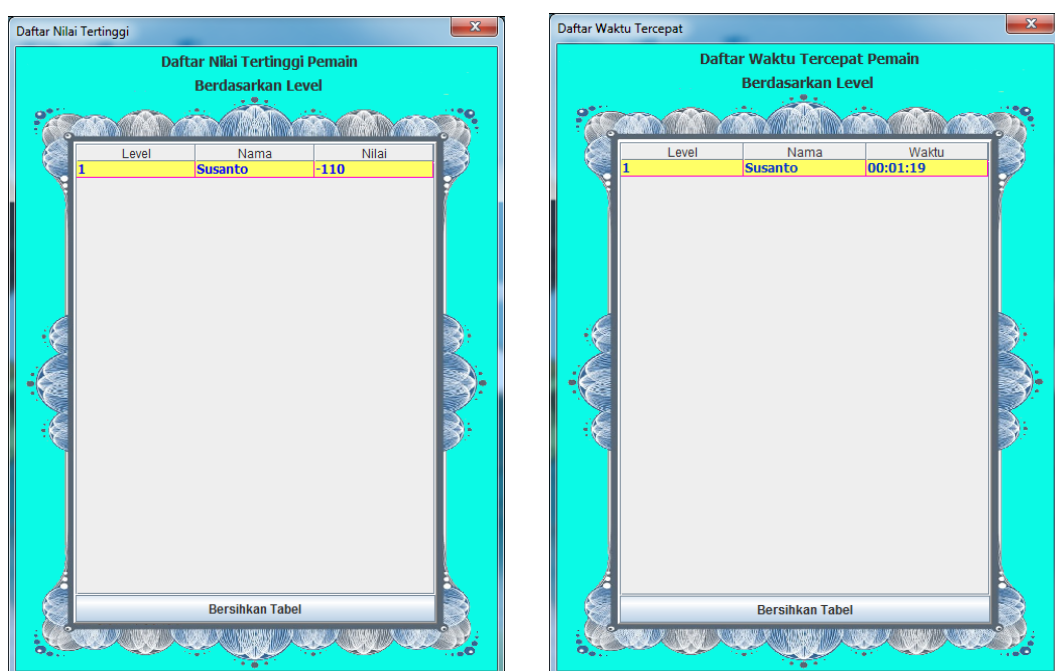 Daftar Nilai Tertinggi
Daftar Nilai Tertinggi Pemain
Berdasarkan Level
Level Nama Nilai
1 Susanto -110
Bersihkan Tabel
Daftar Waktu Tercepat
Daftar Waktu Tercepat Pemain
Berdasarkan Level
Level Nama Waktu
1 Susanto 00:01:19
Bersihkan Tabel